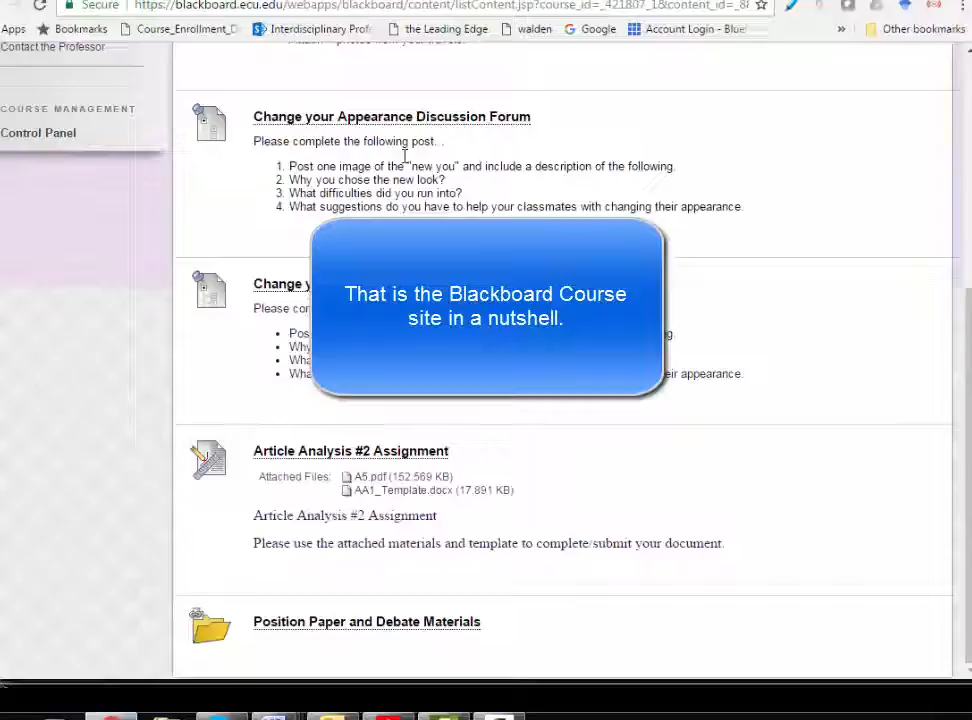 Secure https://blackboard.ecu.edu/webapps/blackboard/content/listContent.jsp?course_id=_421807_1&content_id=_8
Apps Bookmarks Course_Enrollment_D Interdisciplinary Prof the Leading Edge walden Google Account Login - Blue » Other bookmarks
Contact the Professor
COURSE MANAGEMENT
Control Panel
Change your Appearance Discussion Forum
Please complete the following post. .
1. Post one image of the "new you" and include a description of the following.
2. Why you chose the new look?
3. What difficulties did you run into?
4. What suggestions do you have to help your classmates with changing their appearance.
That is the Blackboard Course
site in a nutshell.
Change y
Please cor
• Pos g.
• Why
• Wha
• Wha eir appearance.
Article Analysis #2 Assignment
Attached Files: A5.pdf (152.569 KB)
AA1_Template.docx (17.891 KB)
Article Analysis #2 Assignment
Please use the attached materials and template to complete/submit your document.
Position Paper and Debate Materials